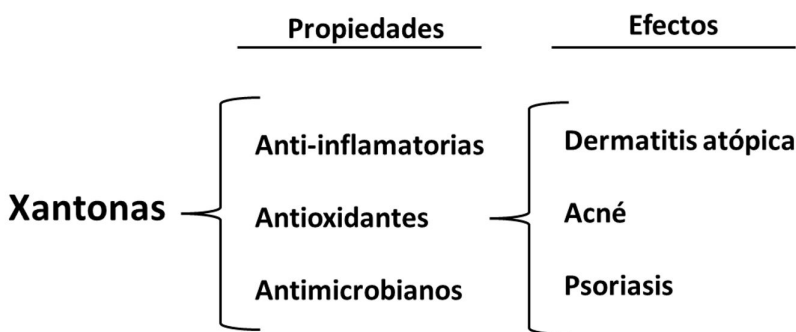 Propiedades
Efectos
Xantonas
Anti-inflamatorias
Antioxidantes
Antimicrobianos
Dermatitis atópica
Acné
Psoriasis